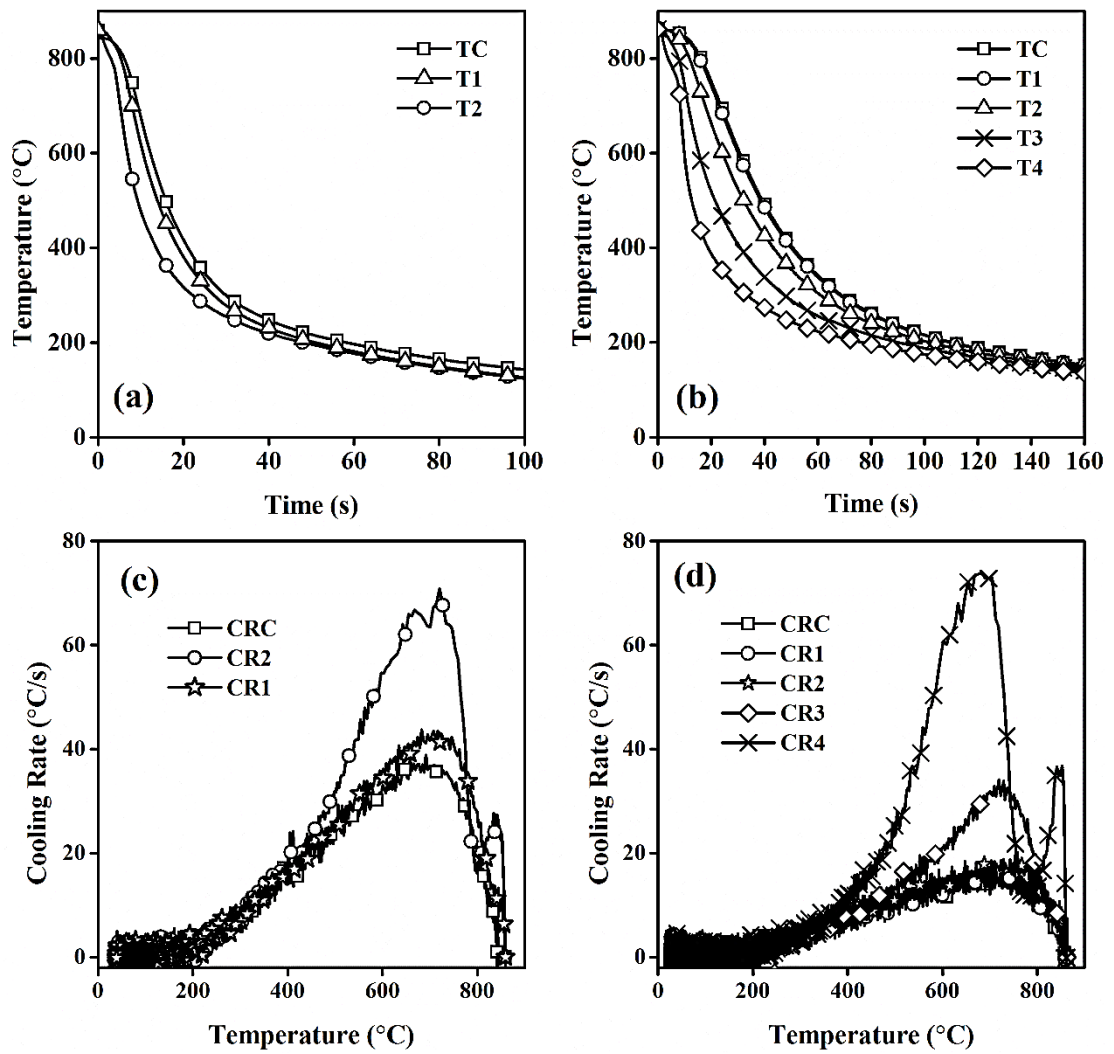 800
600
400
200
0
Temperature (°C)
TC
T1
T2
(a)
0 20 40 60 80 100
Time (s)
800
600
400
200
0
Temperature (°C)
TC
T1
T2
T3
T4
(b)
0 20 40 60 80 100 120 140 160
Time (s)
80
60
40
20
0
Cooling Rate (°C/s)
(c)
CRC
CR2
CR1
0 200 400 600 800
Temperature (°C)
80
60
40
20
0
Cooling Rate (°C/s)
(d)
CRC
CR1
CR2
CR3
CR4
0 200 400 600 800
Temperature (°C)